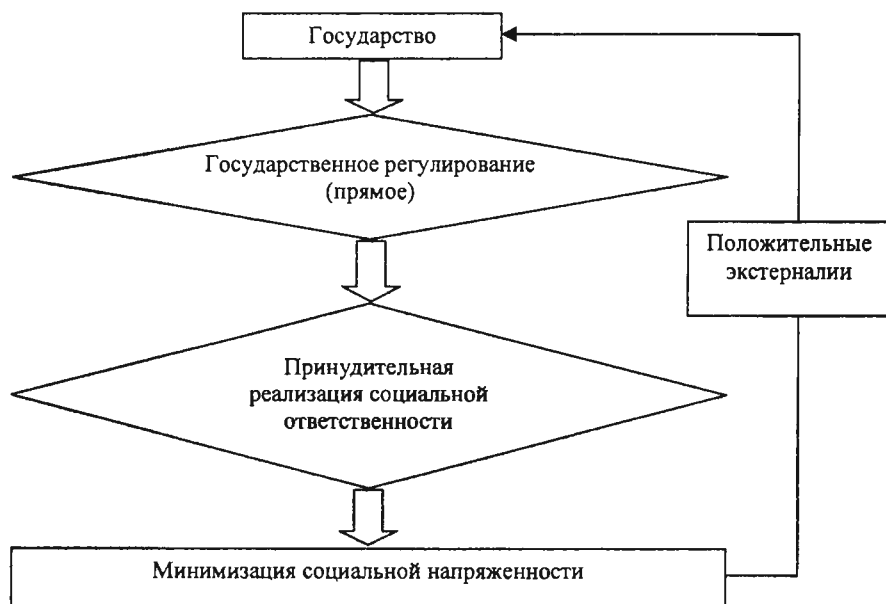 Государство
Государственное регулирование
(прямое)
Положительные
экстерналии
Принудительная
реализация социальной
ответственности
Минимизация социальной напряженности